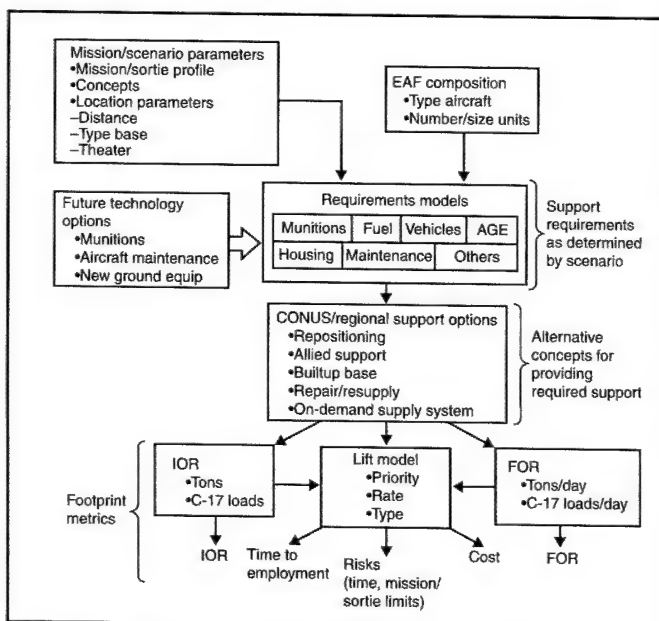 Mission/scenario parameters
•Mission/sortie profile
•Concepts
•Location parameters
–Distance
–Type base
–Theater
EAF composition
•Type aircraft
•Number/size units
Future technology
options
•Munitions
•Aircraft maintenance
•New ground equip
Requirements models
Munitions Fuel Vehicles AGE
Housing Maintenance Others
Support
requirements
as determined
by scenario
CONUS/regional support options
•Repositioning
•Allied support
•Builtup base
•Repair/resupply
•On-demand supply system
Alternative
concepts for
providing
required support
Footprint
metrics
IOR
•Tons
•C-17 loads
Lift model
•Priority
•Rate
•Type
FOR
•Tons/day
•C-17 loads/day
IOR
Time to
employment
Risks
(time, mission/
sortie limits)
Cost
FOR